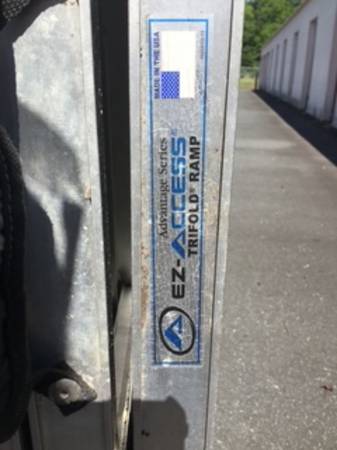 MADE IN THE USA
Advantage Series
EZ-ACCESS®
TRIFOLD® RAMP